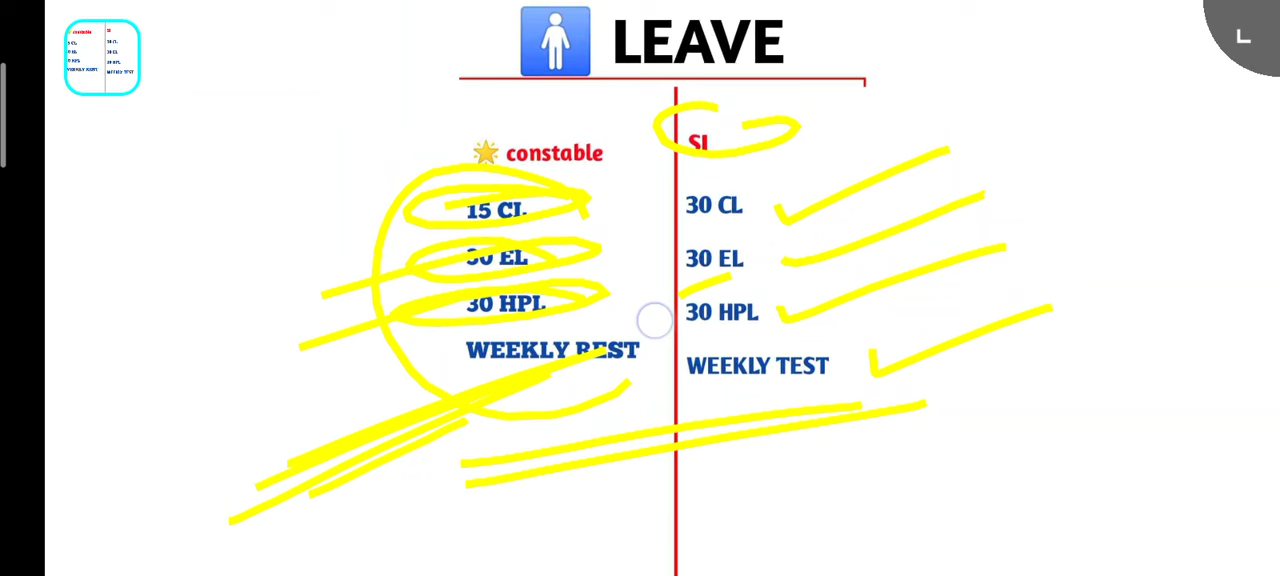 LEAVE
constable
15 CL
30 EL
30 HPL
WEEKLY REST
SI
30 CL
30 EL
30 HPL
WEEKLY TEST
L